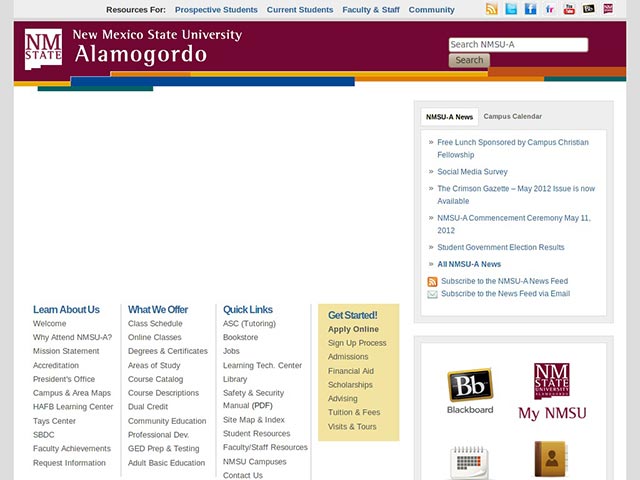 Resources For: Prospective Students Current Students Faculty & Staff Community
NM
STATE
New Mexico State University
Alamogordo
Search NMSU-A
Search
NMSU-A News Campus Calendar
» Free Lunch Sponsored by Campus Christian
Fellowship
» Social Media Survey
» The Crimson Gazette – May 2012 Issue is now
Available
» NMSU-A Commencement Ceremony May 11,
2012
» Student Government Election Results
» All NMSU-A News
Subscribe to the NMSU-A News Feed
Subscribe to the News Feed via Email
Learn About Us
Welcome
Why Attend NMSU-A?
Mission Statement
Accreditation
President's Office
Campus & Area Maps
HAFB Learning Center
Tays Center
SBDC
Faculty Achievements
Request Information
What We Offer
Class Schedule
Online Classes
Degrees & Certificates
Areas of Study
Course Catalog
Course Descriptions
Dual Credit
Community Education
Professional Dev.
GED Prep & Testing
Adult Basic Education
Quick Links
ASC (Tutoring)
Bookstore
Jobs
Learning Tech. Center
Library
Safety & Security
Manual (PDF)
Site Map & Index
Student Resources
Faculty/Staff Resources
NMSU Campuses
Contact Us
Get Started!
Apply Online
Sign Up Process
Admissions
Financial Aid
Scholarships
Advising
Tuition & Fees
Visits & Tours
Bb
Blackboard
NM
STATE
UNIVERSITY
ALAMOGORDO
My NMSU